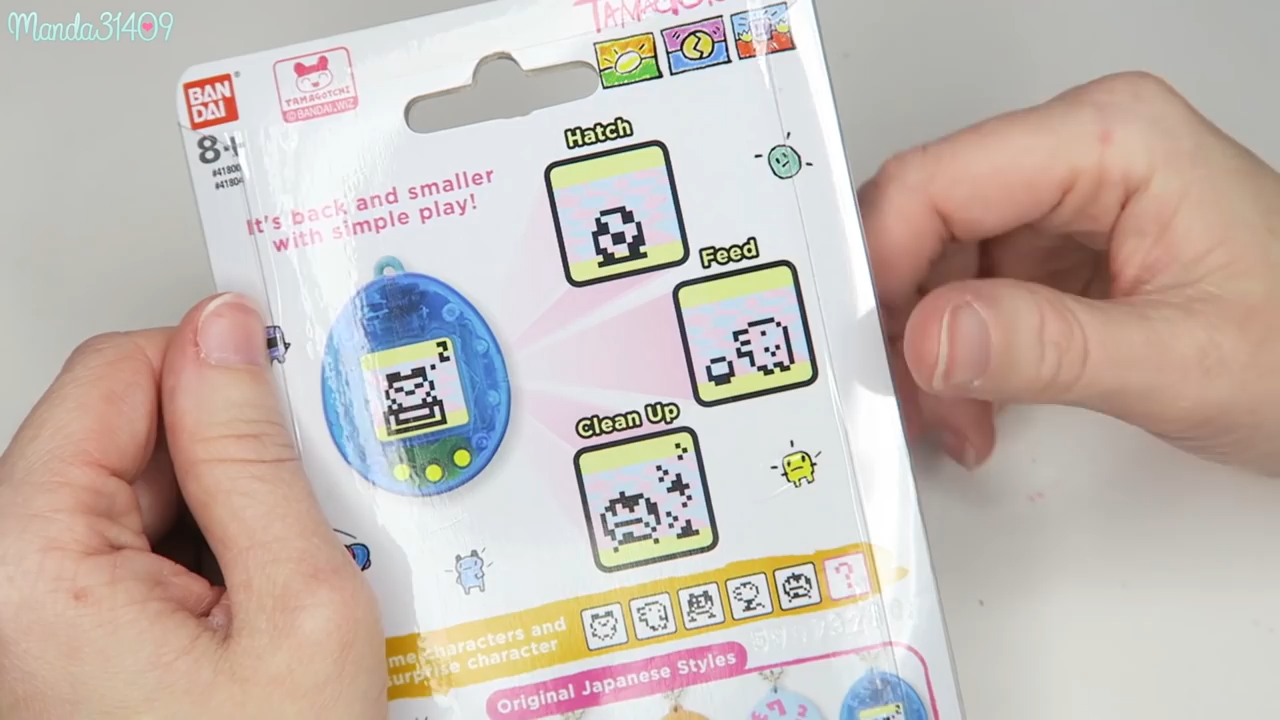 Manda31409
BAN
DAI
TAMAGOTCHI
©BANDAI, WIZ
8+
It's back and smaller
with simple play!
Hatch
Feed
Clean Up
characters and
surprise character
?
Original Japanese Styles